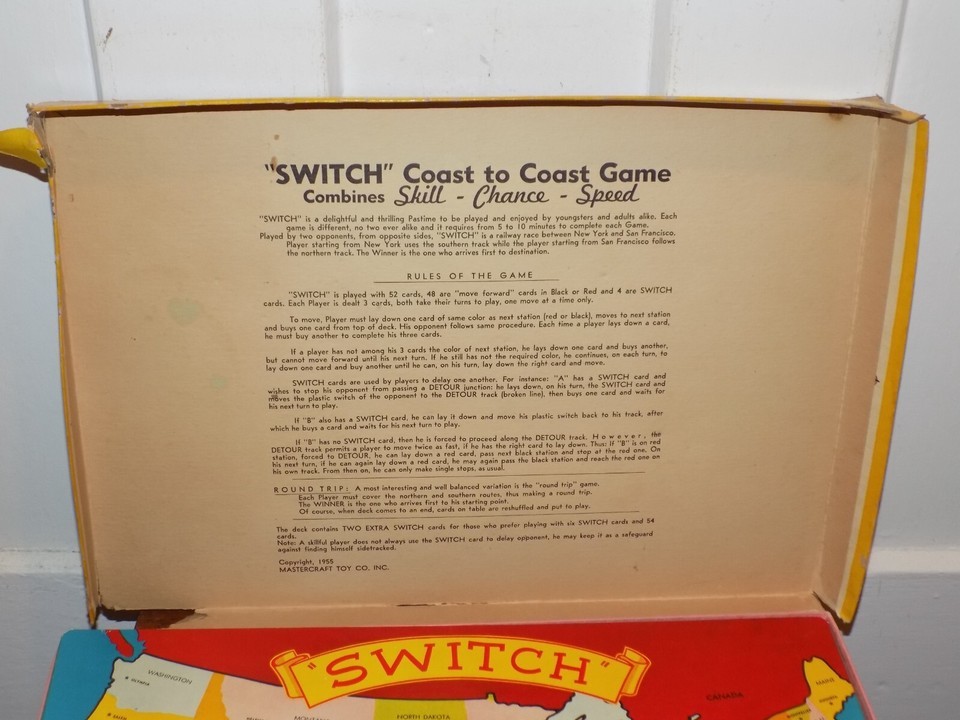 "SWITCH" Coast to Coast Game
Combines Skill - Chance - Speed
"SWITCH" is a delightful and thrilling Pastime to be played and enjoyed by youngsters and adults alike. Each
game is different, no two ever alike and it requires from 5 to 10 minutes to complete each Game.
Played by two opponents, from opposite sides, "SWITCH" is a railway race between New York and San Francisco.
Player starting from New York uses the southern track while the player starting from San Francisco follows
the northern track. The Winner is the one who arrives first to destination.
RULES OF THE GAME
"SWITCH" is played with 52 cards, 48 are "move forward" cards in Black or Red and 4 are SWITCH
cards. Each Player is dealt 3 cards, both take their turns to play, one move at a time only.
To move, Player must lay down one card of same color as next station (red or black), moves to next station
and buys one card from top of deck. His opponent follows same procedure. Each time a player lays down a card,
he must buy another to complete his three cards.
If a player has not among his 3 cards the color of next station, he lays down one card and buys another,
but cannot move forward until his next turn. If he still has not the required color, he continues, on each turn, to
lay down one card and buy another until he can, on his turn, lay down the right card and move.
SWITCH cards are used by players to delay one another. For instance: "A" has a SWITCH card and
wishes to stop his opponent from passing a DETOUR junction: he lays down, on his turn, the SWITCH card and
moves the plastic switch of the opponent to the DETOUR track (broken line), then buys one card and waits for
his next turn to play.
If "B" also has a SWITCH card, he can lay it down and move his plastic switch back to his track, after
which he buys a card and waits for his next turn to play.
If "B" has no SWITCH card, then he is forced to proceed along the DETOUR track. However, the
DETOUR track permits a player to move twice as fast, if he has the right card to lay down. Thus: if "B" is on red
station, forced to DETOUR, he can lay down a red card, pass next black station and stop at the red one. On
his next turn, if he can again lay down a red card, he may again pass the black station and reach the red one on
his own track. From then on, he can only make single stops, as usual.
ROUND TRIP: A most interesting and well balanced variation is the "round trip" game.
Each Player must cover the northern and southern routes, thus making a round trip.
The WINNER is the one who arrives first to his starting point.
Of course, when deck comes to an end, cards on table are reshuffled and put to play.
The deck contains TWO EXTRA SWITCH cards for those who prefer playing with six SWITCH cards and 54
cards.
Note: A skillful player does not always use the SWITCH card to delay opponent, he may keep it as a safeguard
against finding himself sidetracked.
Copyright, 1955
MASTERCRAFT TOY CO. INC.
"SWITCH"
WASHINGTON
OLYMPIA
NORTH DAKOTA
CANADA
MAINE